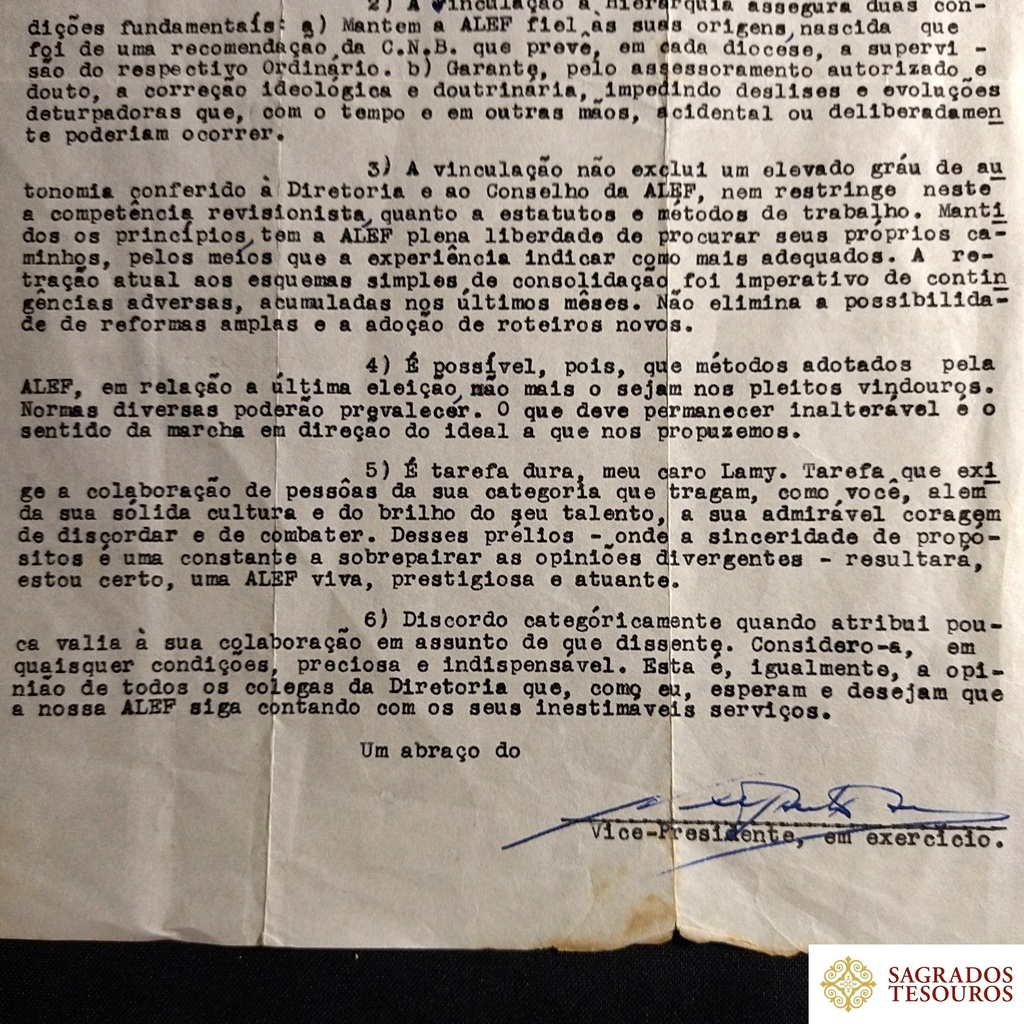 2) A vinculação à Hierarquia assegura duas con-
dições fundamentais: a) Mantem a ALEF fiel às suas origens, nascida que
foi de uma recomendação da C.N.B. que prevê, em cada diocese, a supervi -
são do respectivo Ordinário. b) Garante, pelo assessoramento autorizado e
douto, a correção ideológica e doutrinária, impedindo deslises e evoluções
deturpadoras que, com o tempo e em outras mãos, acidental ou deliberadamen
te poderiam ocorrer.
3) A vinculação não exclui um elevado gráu de au
tonomia conferido à Diretoria e ao Conselho da ALEF, nem restringe neste
a competência revisionista, quanto a estatutos e métodos de trabalho. Manti
dos os princípios, tem a ALEF plena liberdade de procurar seus próprios ca-
minhos, pelos meios que a experiência indicar como mais adequados. A re-
tração atual aos esquemas simples de consolidação, foi imperativo de contin
gências adversas, acumuladas nos últimos mêses. Não elimina a possibilida-
de de reformas amplas e a adoção de roteiros novos.
4) É possível, pois, que métodos adotados pela
ALEF, em relação a última eleição, não mais o sejam nos pleitos vindouros.
Normas diversas poderão prevalecer. O que deve permanecer inalterável é o
sentido da marcha em direção do ideal a que nos propuzemos.
5) É tarefa dura, meu caro Lamy. Tarefa que exi
ge a colaboração de pessôas da sua categoria que tragam, como você, alem
da sua sólida cultura e do brilho do seu talento, a sua admirável coragem
de discordar e de combater. Desses prélios - onde a sinceridade de propó-
sitos é uma constante a sobrepairar as opiniões divergentes - resultará,
estou certo, uma ALEF viva, prestigiosa e atuante.
6) Discordo categóricamente quando atribui pou-
ca valia à sua colaboração em assunto de que dissente. Considero-a, em
quaisquer condições, preciosa e indispensável. Esta é, igualmente, a opi-
nião de todos os colegas da Diretoria que, como eu, esperam e desejam que
a nossa ALEF siga contando com os seus inestimáveis serviços.
Um abraço do
Vice-Presidente, em exercício.
SAGRADOS
TESOUROS